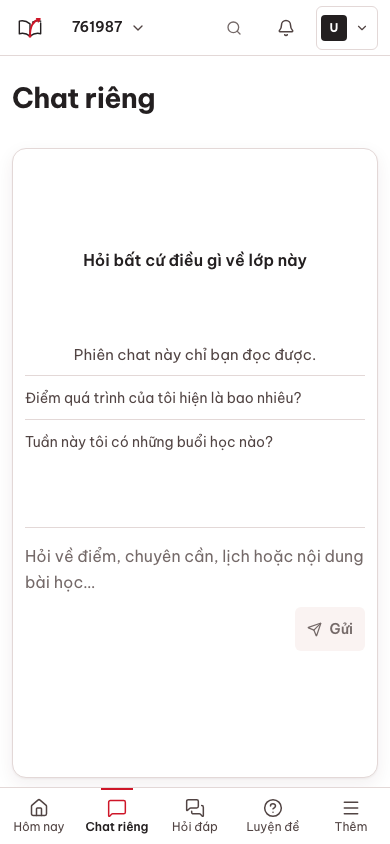 761987
U
Chat riêng
Hỏi bất cứ điều gì về lớp này
Phiên chat này chỉ bạn đọc được.
Điểm quá trình của tôi hiện là bao nhiêu?
Tuần này tôi có những buổi học nào?
Hỏi về điểm, chuyên cần, lịch hoặc nội dung
bài học...
Gửi
Hôm nay
Chat riêng
Hỏi đáp
Luyện đề
Thêm